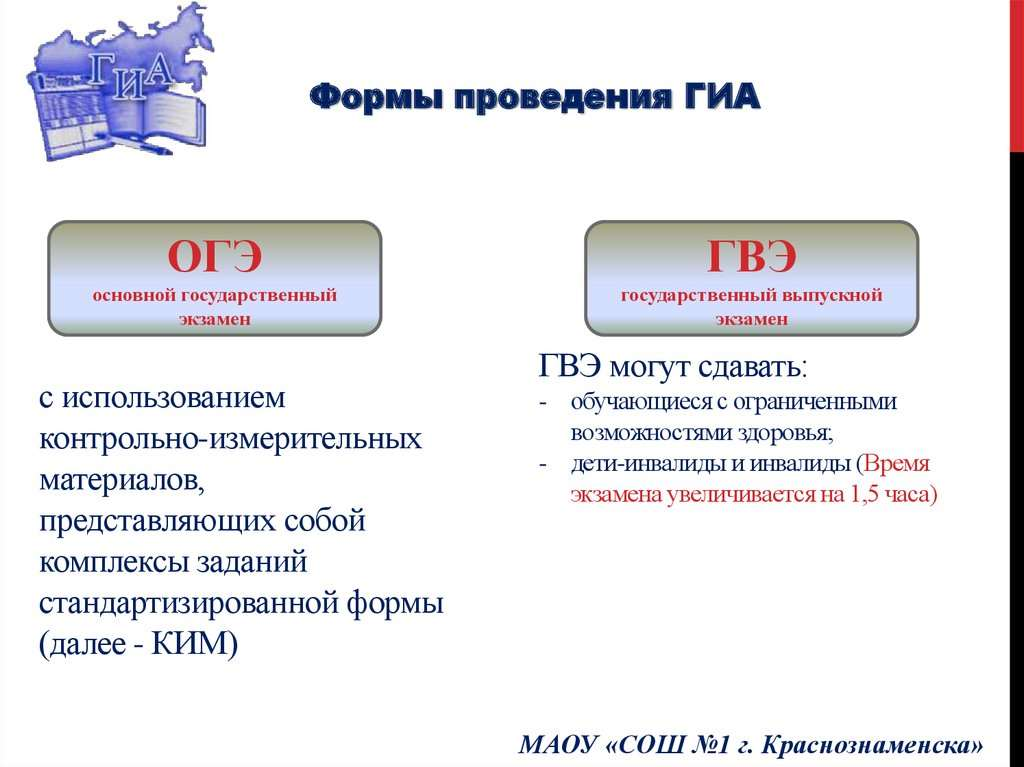 ГИА
Формы проведения ГИА
ОГЭ
основной государственный
экзамен
с использованием
контрольно-измерительных
материалов,
представляющих собой
комплексы заданий
стандартизированной формы
(далее - КИМ)
ГВЭ
государственный выпускной
экзамен
ГВЭ могут сдавать:
- обучающиеся с ограниченными
возможностями здоровья;
- дети-инвалиды и инвалиды (Время
экзамена увеличивается на 1,5 часа)
МАОУ «СОШ №1 г. Краснознаменска»